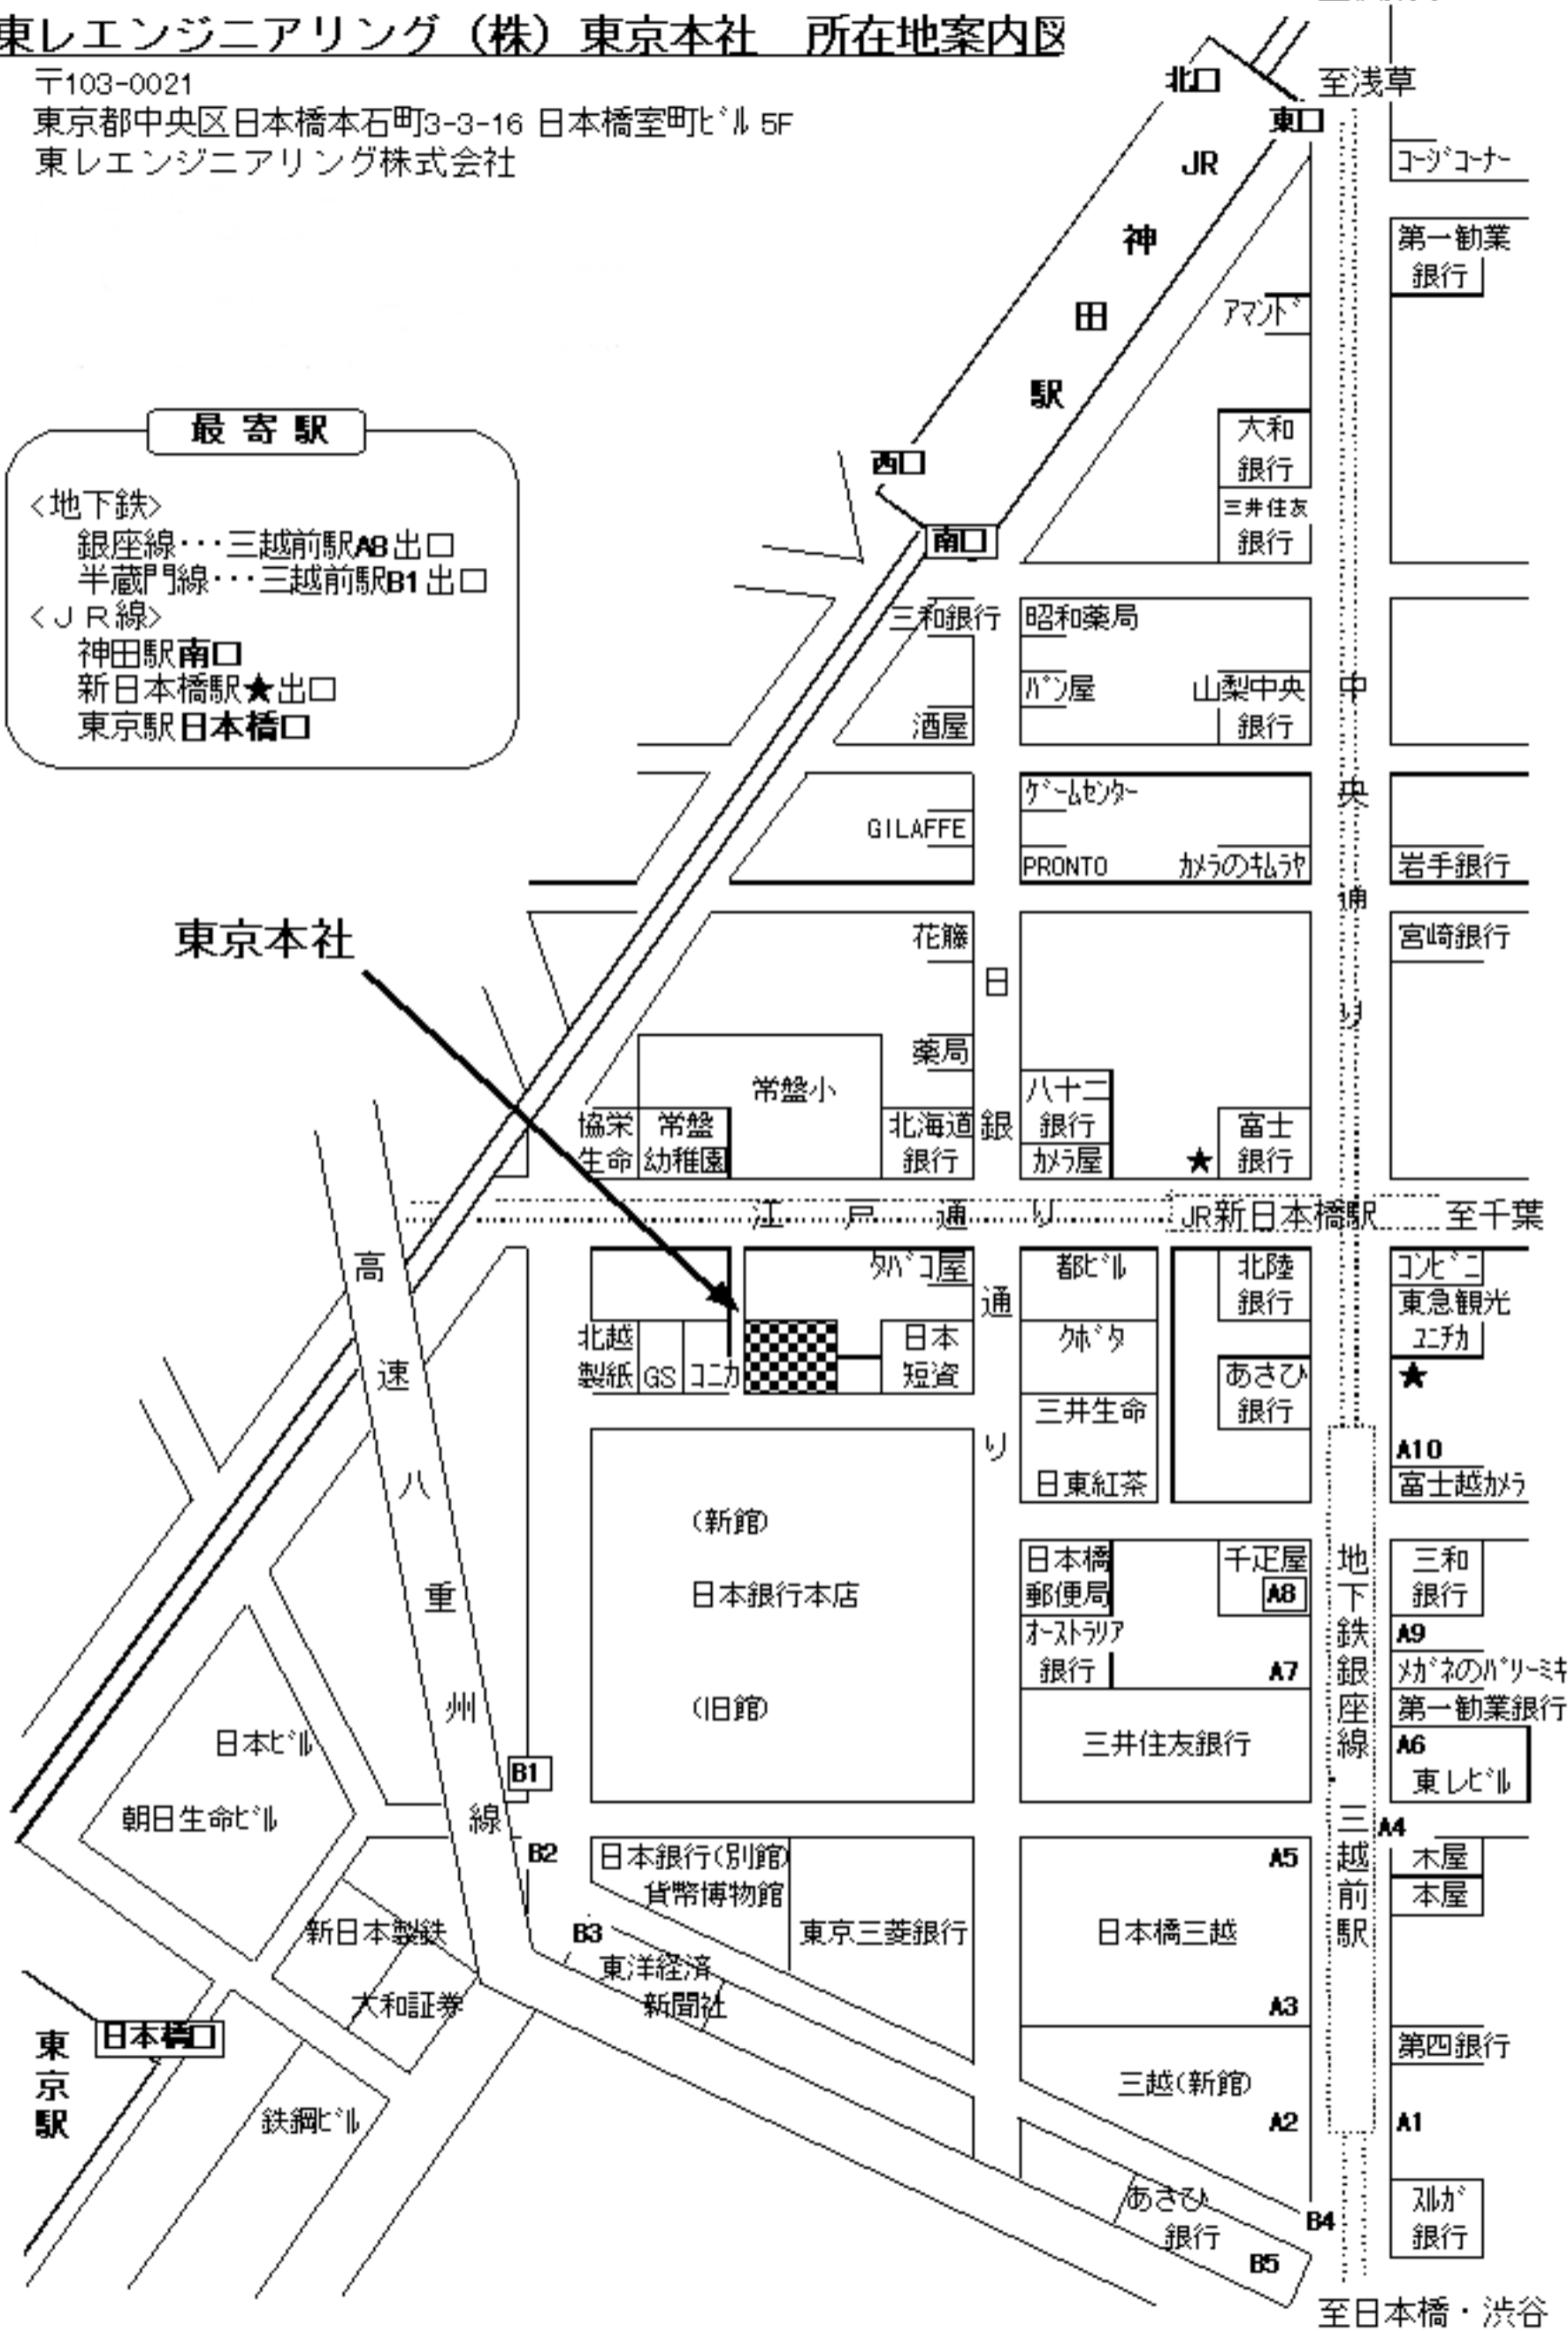 東レエンジニアリング（株）東京本社　所在地案内図
〒103-0021
東京都中央区日本橋本石町3-3-16 日本橋室町ビル 5F
東レエンジニアリング株式会社
至浅草
北口
東口
JR
神
田
駅
西口
南口
コージコーナー
第一勧業
銀行
アマンド
大和
銀行
三井住友
銀行
最 寄 駅
<地下鉄>
銀座線･･･三越前駅A8出口
半蔵門線･･･三越前駅B1出口
<ＪＲ線>
神田駅南口
新日本橋駅★出口
東京駅日本橋口
三和銀行
昭和薬局
パン屋
山梨中央
銀行
酒屋
中
央
通
り
ゲームセンター
GILAFFE
PRONTO
カメラのキムラヤ
岩手銀行
東京本社
花籐
宮崎銀行
日
銀
通
り
薬局
常盤小
八十二
銀行
カメラ屋
協栄
生命
常盤
幼稚園
北海道
銀行
★
富士
銀行
江　戸　通　り
JR新日本橋駅
至千葉
高
速
八
重
州
線
タバコ屋
都ビル
北陸
銀行
コンビニ
東急観光
ユニチカ
★
北越
製紙
GS
コニカ
日本
短資
クボタ
あさひ
銀行
三井生命
日東紅茶
A10
富士越カメラ
(新館)
日本銀行本店
(旧館)
日本橋
郵便局
千疋屋
A8
三和
銀行
オーストラリア
銀行
A7
A9
メガネのパリーミキ
第一勧業銀行
三井住友銀行
A6
東レビル
地
下
鉄
銀
座
線
三
越
前
駅
日本ビル
朝日生命ビル
B1
B2
日本銀行(別館)
貨幣博物館
A5
A4
木屋
本屋
新日本製鉄
B3
東京三菱銀行
日本橋三越
東洋経済
新聞社
大和証券
A3
日本橋口
東
京
駅
第四銀行
三越(新館)
鉄鋼ビル
A2
A1
あさひ
銀行
スルガ
銀行
B4
B5
至日本橋・渋谷